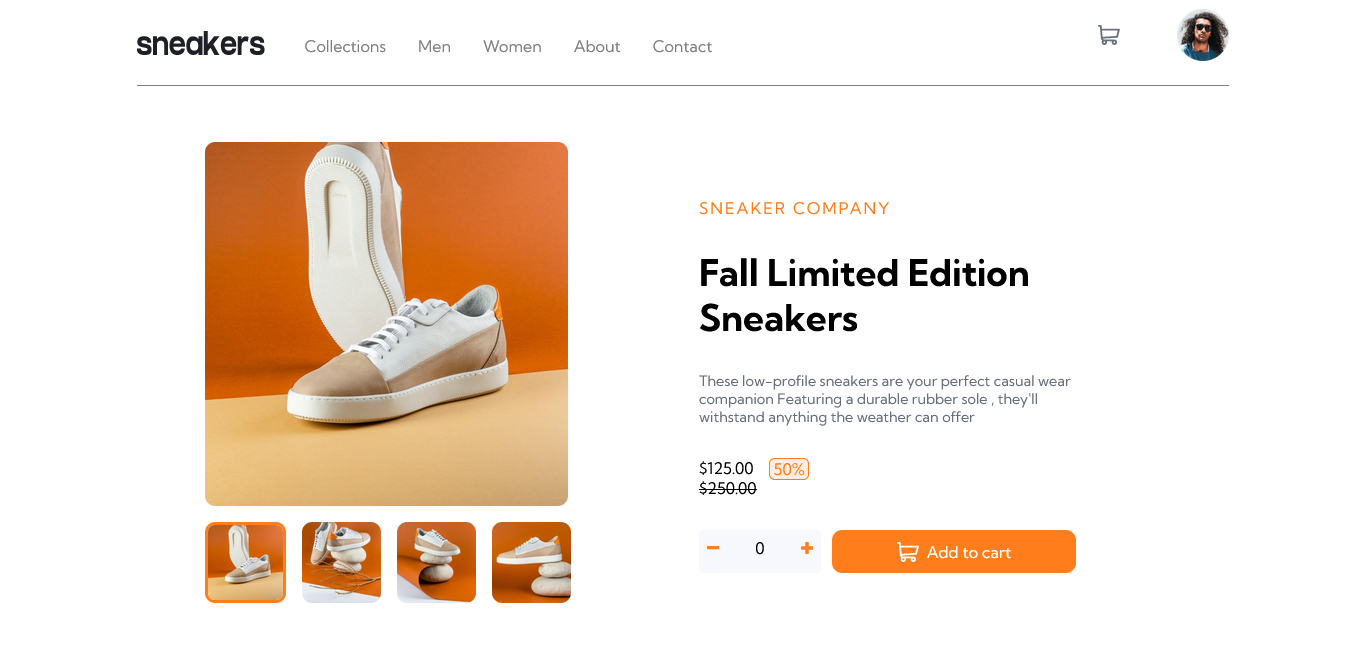 sneakers
Collections Men Women About Contact
SNEAKER COMPANY
Fall Limited Edition
Sneakers
These low-profile sneakers are your perfect casual wear
companion Featuring a durable rubber sole , they'll
withstand anything the weather can offer
$125.00 50%
$250.00
0 Add to cart